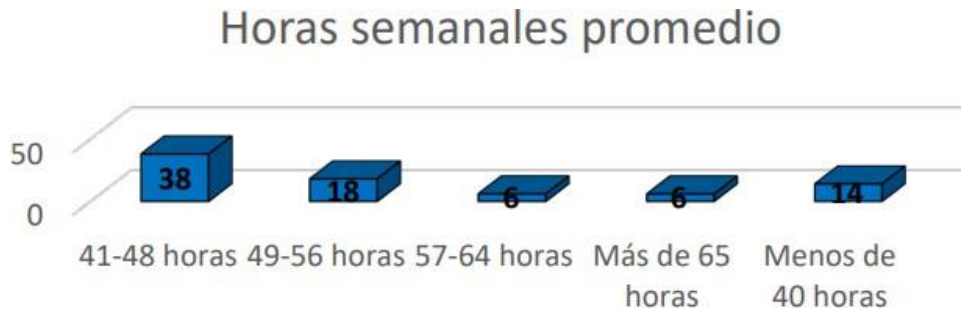 Horas semanales promedio
50
0
38
18
6
6
14
41-48 horas
49-56 horas
57-64 horas
Más de 65
horas
Menos de
40 horas